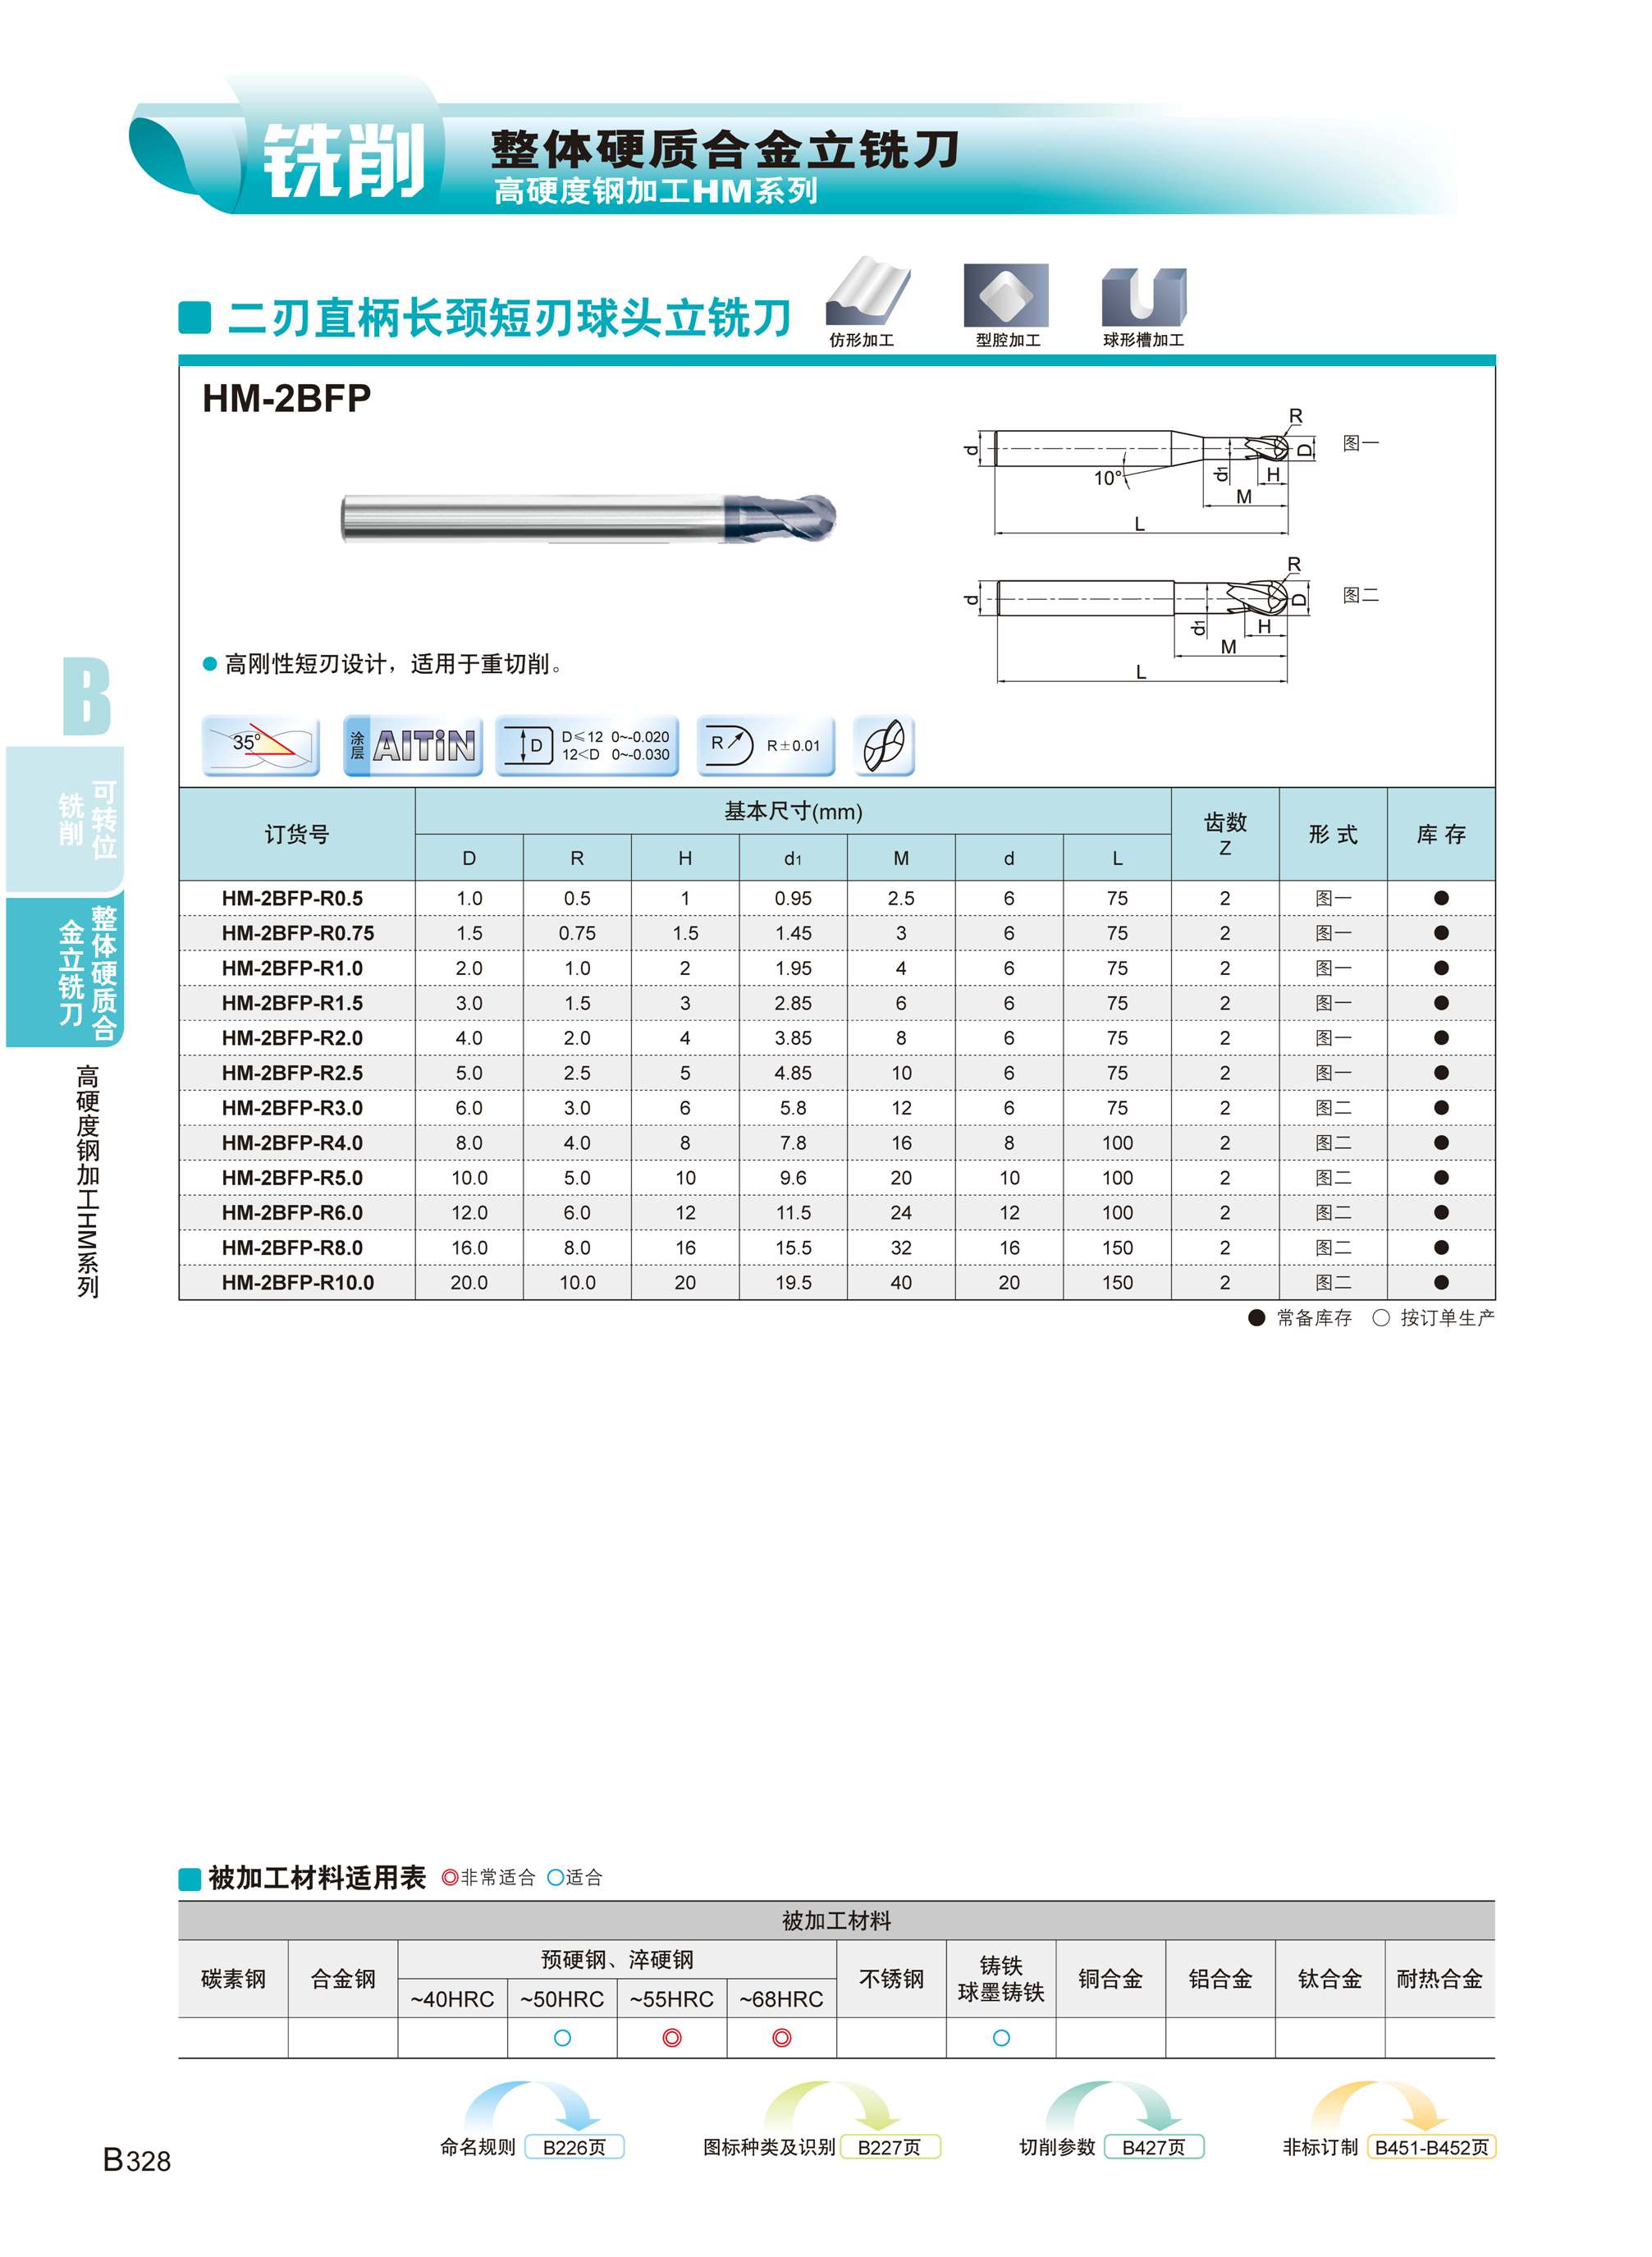 铣削
整体硬质合金立铣刀
高硬度钢加工HM系列
二刃直柄长颈短刃球头立铣刀
仿形加工 型腔加工 球形槽加工
HM-2BFP
R
d D 图一
10° d1 H
M
L
R
d D 图二
d1 H
M
L
高刚性短刃设计，适用于重切削。
35° 涂层 AlTiN D D≤12 0~-0.020 R R±0.01
12<D 0~-0.030
订货号 基本尺寸(mm) 齿数 Z 形 式 库 存
D R H d1 M d L
HM-2BFP-R0.5 1.0 0.5 1 0.95 2.5 6 75 2 图一 ●
HM-2BFP-R0.75 1.5 0.75 1.5 1.45 3 6 75 2 图一 ●
HM-2BFP-R1.0 2.0 1.0 2 1.95 4 6 75 2 图一 ●
HM-2BFP-R1.5 3.0 1.5 3 2.85 6 6 75 2 图一 ●
HM-2BFP-R2.0 4.0 2.0 4 3.85 8 6 75 2 图一 ●
HM-2BFP-R2.5 5.0 2.5 5 4.85 10 6 75 2 图一 ●
HM-2BFP-R3.0 6.0 3.0 6 5.8 12 6 75 2 图二 ●
HM-2BFP-R4.0 8.0 4.0 8 7.8 16 8 100 2 图二 ●
HM-2BFP-R5.0 10.0 5.0 10 9.6 20 10 100 2 图二 ●
HM-2BFP-R6.0 12.0 6.0 12 11.5 24 12 100 2 图二 ●
HM-2BFP-R8.0 16.0 8.0 16 15.5 32 16 150 2 图二 ●
HM-2BFP-R10.0 20.0 10.0 20 19.5 40 20 150 2 图二 ●
● 常备库存 ○ 按订单生产
B
可转位
铣削
整体硬质合
金立铣刀
高硬度钢加工HM系列
被加工材料适用表 ◎非常适合 ○适合
被加工材料
碳素钢 合金钢 预硬钢、淬硬钢 不锈钢 铸铁 球墨铸铁 铜合金 铝合金 钛合金 耐热合金
~40HRC ~50HRC ~55HRC ~68HRC
○ ◎ ◎ ○
命名规则 B226页 图标种类及识别 B227页 切削参数 B427页 非标订制 B451-B452页
B328